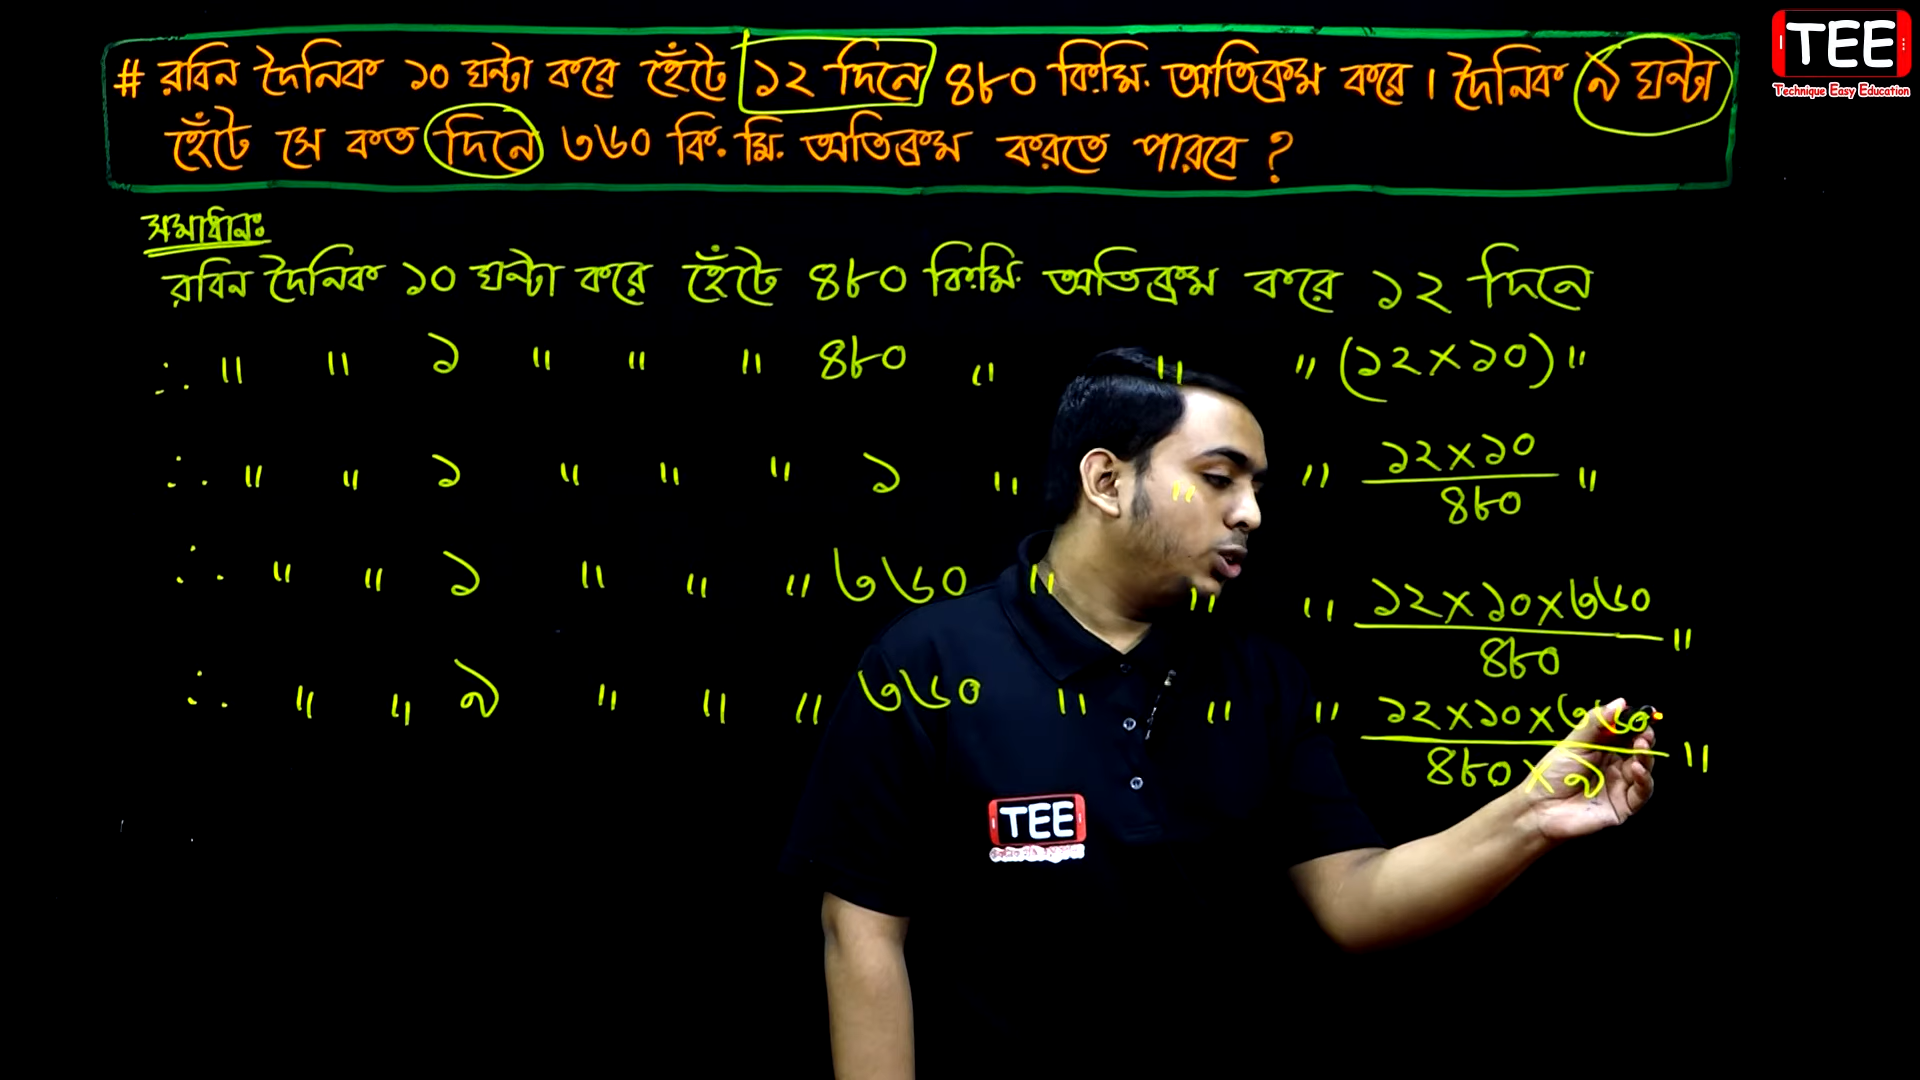 TEE
Technique Easy Education
# রবিন দৈনিক ১০ ঘন্টা করে হেঁটে ১২ দিনে ৪৮০ কি.মি. অতিক্রম করে। দৈনিক ৯ ঘন্টা
হেঁটে সে কত দিনে ৩৬০ কি.মি. অতিক্রম করতে পারবে ?
সমাধানঃ
রবিন দৈনিক ১০ ঘন্টা করে হেঁটে ৪৮০ কি.মি. অতিক্রম করে ১২ দিনে
∴ " " ১ " " " ৪৮০ " " " (১২×১০) "
∴ " " ১ " " " ১ " " " ১২×১০
৪৮০ "
∴ " " ১ " " " ৩৬০ " " " ১২×১০×৩৬০
৪৮০ "
∴ " " ৯ " " " ৩৬০ " " " ১২×১০×৩৬০
৪৮০×৯ "
TEE